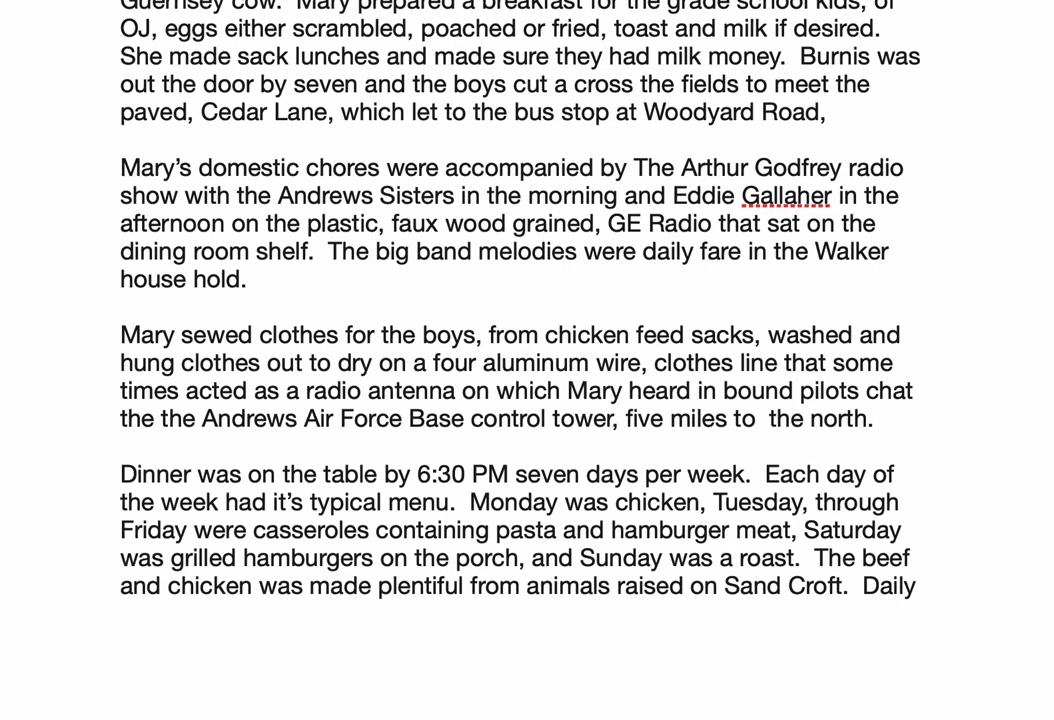 Guernsey cow.  Mary prepared a breakfast for the grade school kids, of
OJ, eggs either scrambled, poached or fried, toast and milk if desired.
She made sack lunches and made sure they had milk money.  Burnis was
out the door by seven and the boys cut a cross the fields to meet the
paved, Cedar Lane, which let to the bus stop at Woodyard Road,

Mary’s domestic chores were accompanied by The Arthur Godfrey radio
show with the Andrews Sisters in the morning and Eddie Gallaher in the
afternoon on the plastic, faux wood grained, GE Radio that sat on the
dining room shelf.  The big band melodies were daily fare in the Walker
house hold.

Mary sewed clothes for the boys, from chicken feed sacks, washed and
hung clothes out to dry on a four aluminum wire, clothes line that some
times acted as a radio antenna on which Mary heard in bound pilots chat
the the Andrews Air Force Base control tower, five miles to  the north.

Dinner was on the table by 6:30 PM seven days per week.  Each day of
the week had it’s typical menu.  Monday was chicken, Tuesday, through
Friday were casseroles containing pasta and hamburger meat, Saturday
was grilled hamburgers on the porch, and Sunday was a roast.  The beef
and chicken was made plentiful from animals raised on Sand Croft.  Daily